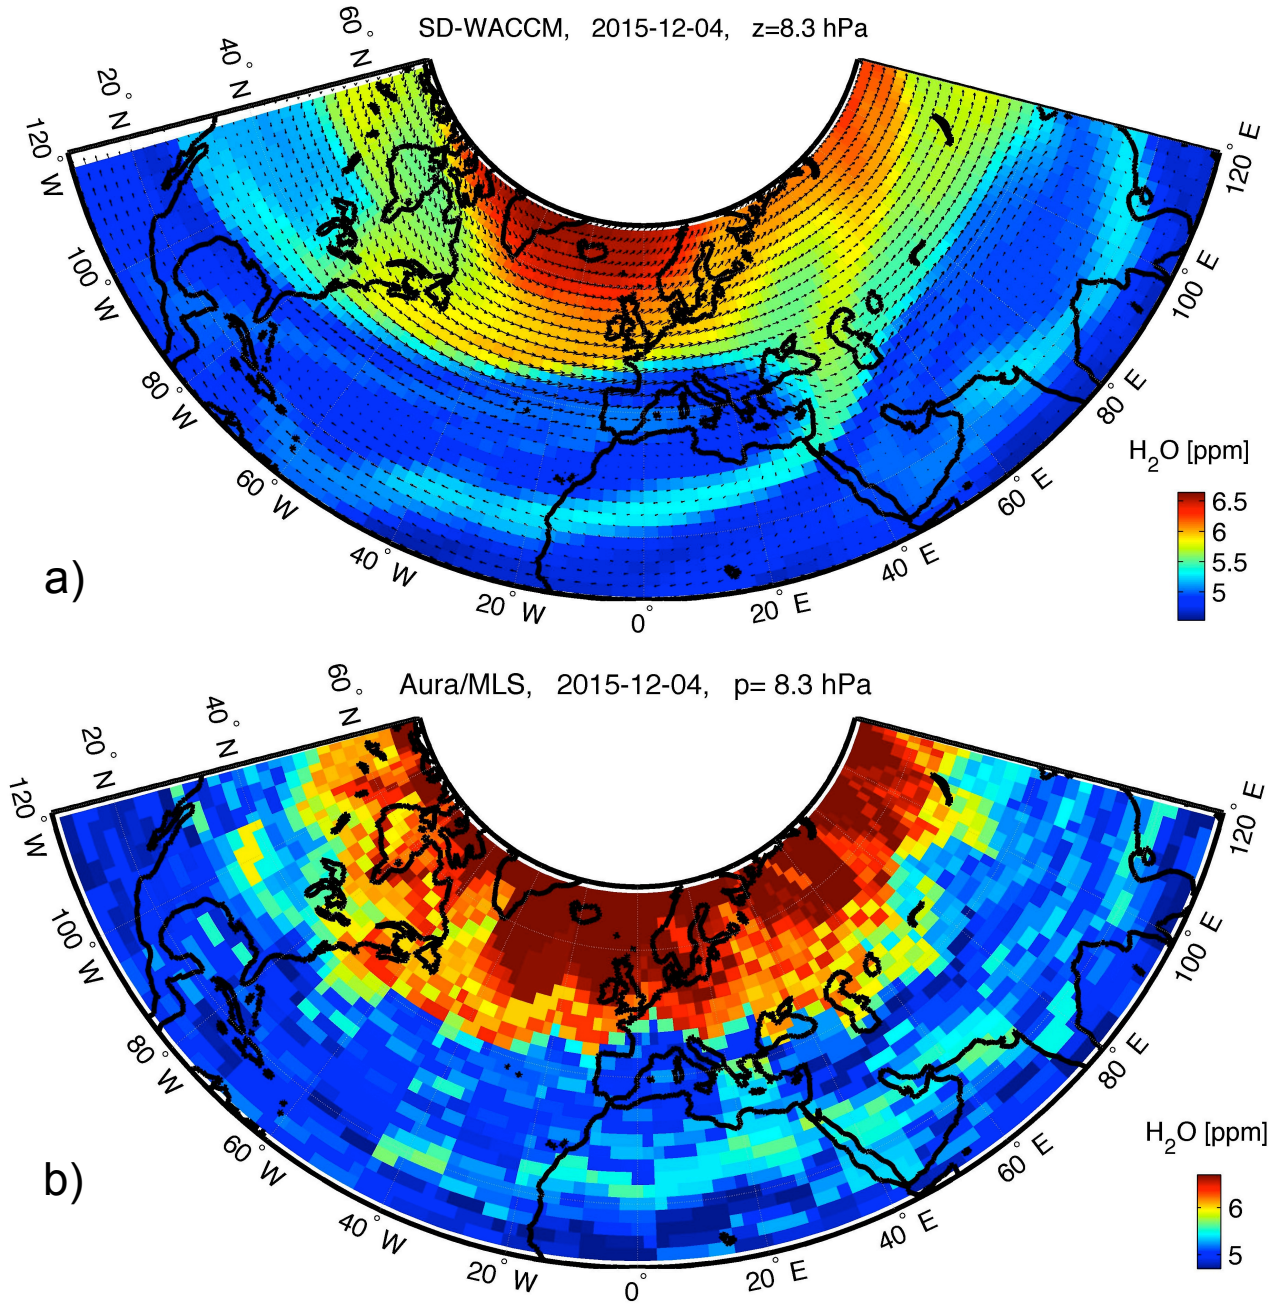 SD-WACCM, 2015-12-04, z=8.3 hPa
60° N
40° N
20° N
120° W
100° W
80° W
60° W
40° W
20° W
0°
20° E
40° E
60° E
80° E
100° E
120° E
H2O [ppm]
6.5
6
5.5
5
a)
Aura/MLS, 2015-12-04, p= 8.3 hPa
60° N
40° N
20° N
120° W
100° W
80° W
60° W
40° W
20° W
0°
20° E
40° E
60° E
80° E
100° E
120° E
H2O [ppm]
6
5
b)